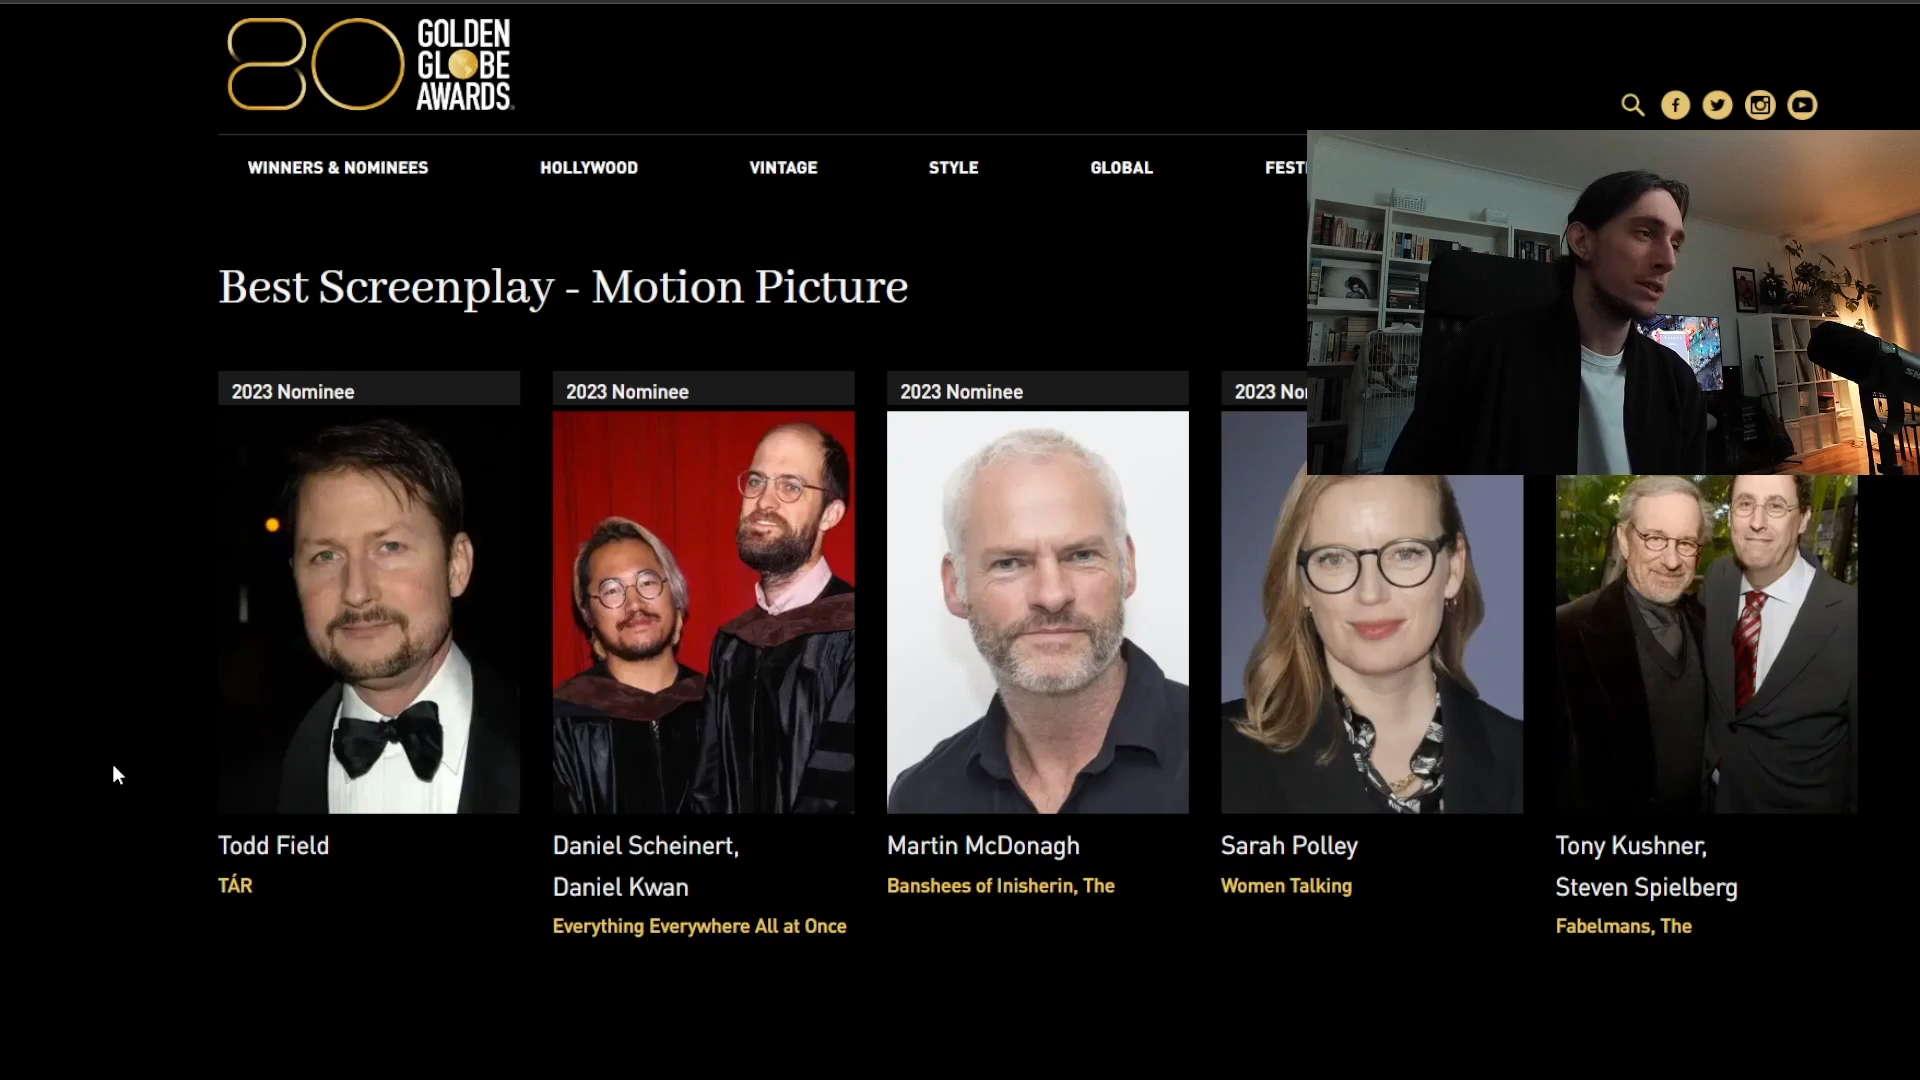 80 GOLDEN
GLOBE
AWARDS
WINNERS & NOMINEES HOLLYWOOD VINTAGE STYLE GLOBAL
Best Screenplay - Motion Picture
2023 Nominee 2023 Nominee 2023 Nominee 2023
Todd Field
TÁR
Daniel Scheinert,
Daniel Kwan
Everything Everywhere All at Once
Martin McDonagh
Banshees of Inisherin, The
Sarah Polley
Women Talking
Tony Kushner,
Steven Spielberg
Fabelmans, The